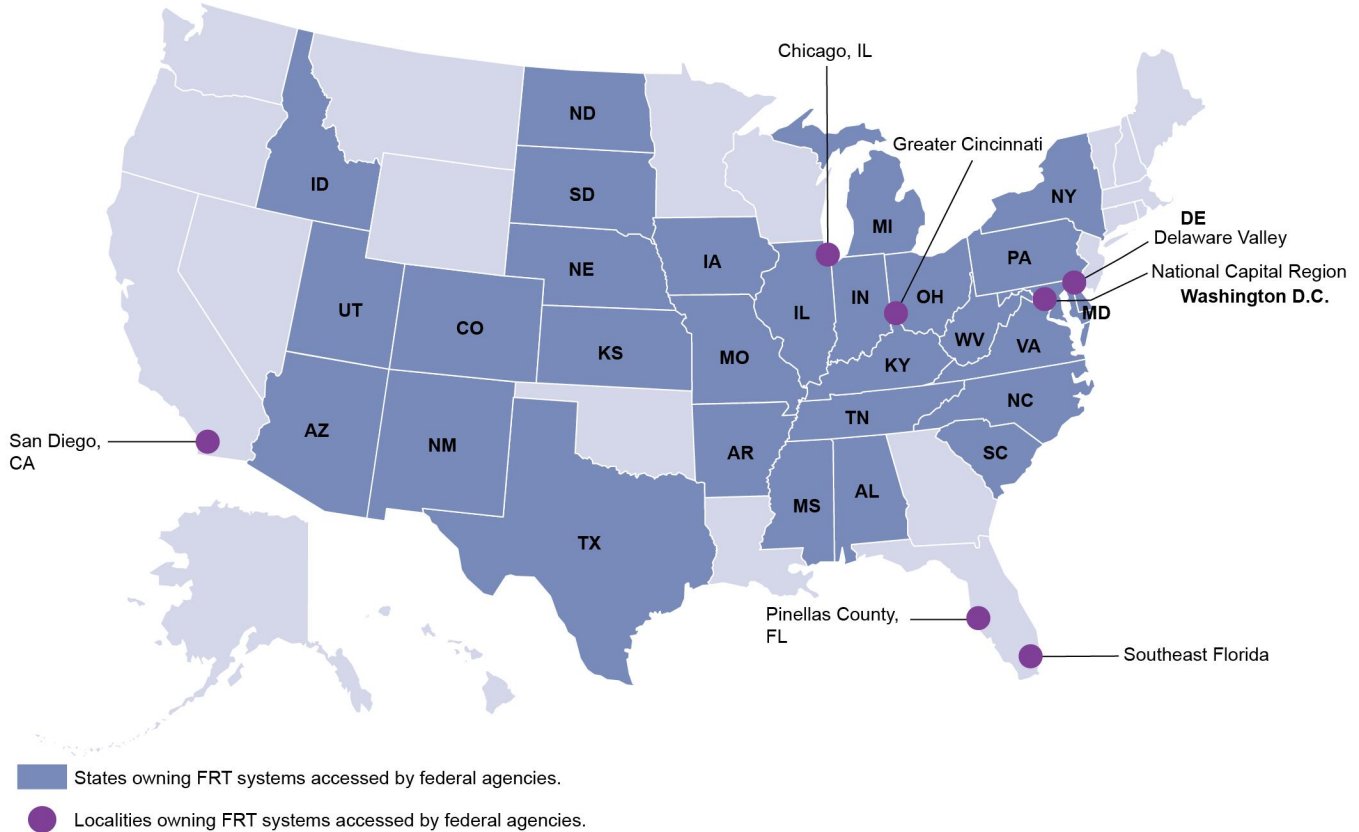 Chicago, IL
ND
Greater Cincinnati
ID
SD
NY
MI
DE
Delaware Valley
PA
IA
NE
National Capital Region
Washington D.C.
IN
OH
UT
IL
MD
CO
WV
VA
KS
MO
KY
NC
TN
AZ
NM
San Diego,
CA
AR
SC
AL
MS
TX
Pinellas County,
FL
Southeast Florida
States owning FRT systems accessed by federal agencies.
Localities owning FRT systems accessed by federal agencies.